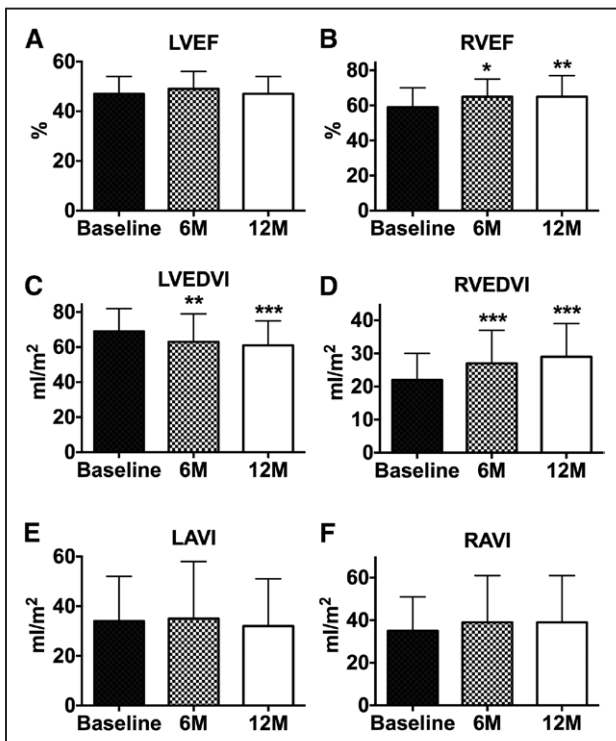 A LVEF
60
40
%
20
0
Baseline 6M 12M
B RVEF
80
60
%
40
20
0
* **
Baseline 6M 12M
C LVEDVI
80
60
ml/m²
40
20
0
** ***
Baseline 6M 12M
D RVEDVI
40
30
ml/m²
20
10
0
*** ***
Baseline 6M 12M
E LAVI
60
40
ml/m²
20
0
Baseline 6M 12M
F RAVI
60
40
ml/m²
20
0
Baseline 6M 12M